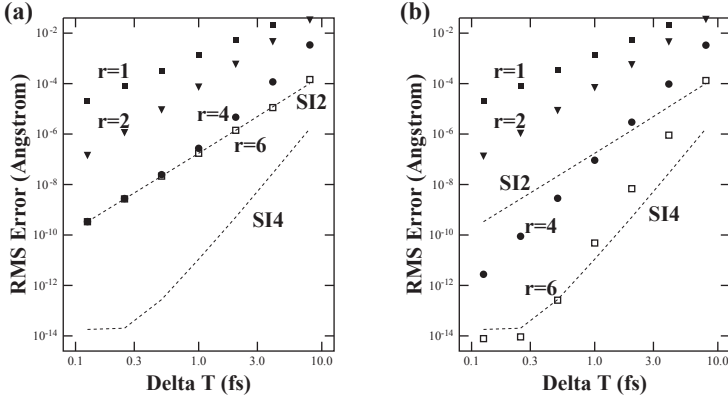 (a)
RMS Error (Angstrom)
10^-2
10^-4
10^-6
10^-8
10^-10
10^-12
10^-14
r=1
r=2
r=4
r=6
SI2
SI4
0.1 0.3 1.0 3.0 10.0
Delta T (fs)
(b)
RMS Error (Angstrom)
10^-2
10^-4
10^-6
10^-8
10^-10
10^-12
10^-14
r=1
r=2
SI2
SI4
r=4
r=6
0.1 0.3 1.0 3.0 10.0
Delta T (fs)